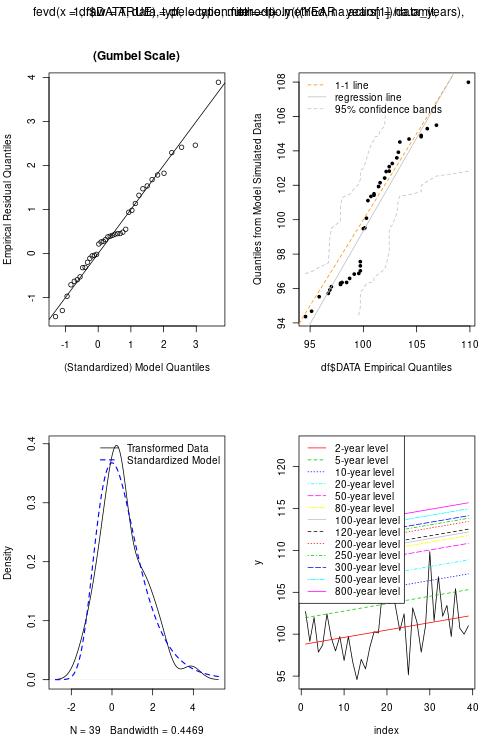 fevd(x =
(Gumbel Scale)
Empirical Residual Quantiles
4
3
2
1
0
-1
-1
0
1
2
3
(Standardized) Model Quantiles
1-1 line
regression line
95% confidence bands
Quantiles from Model Simulated Data
108
106
104
102
100
98
96
94
95
100
105
110
df$DATA Empirical Quantiles
Transformed Data
Standardized Model
Density
0.4
0.3
0.2
0.1
0.0
-2
0
2
4
N = 39 Bandwidth = 0.4469
2-year level
5-year level
10-year level
20-year level
50-year level
80-year level
100-year level
120-year level
200-year level
250-year level
300-year level
500-year level
800-year level
y
120
115
110
105
100
95
0
10
20
30
40
index